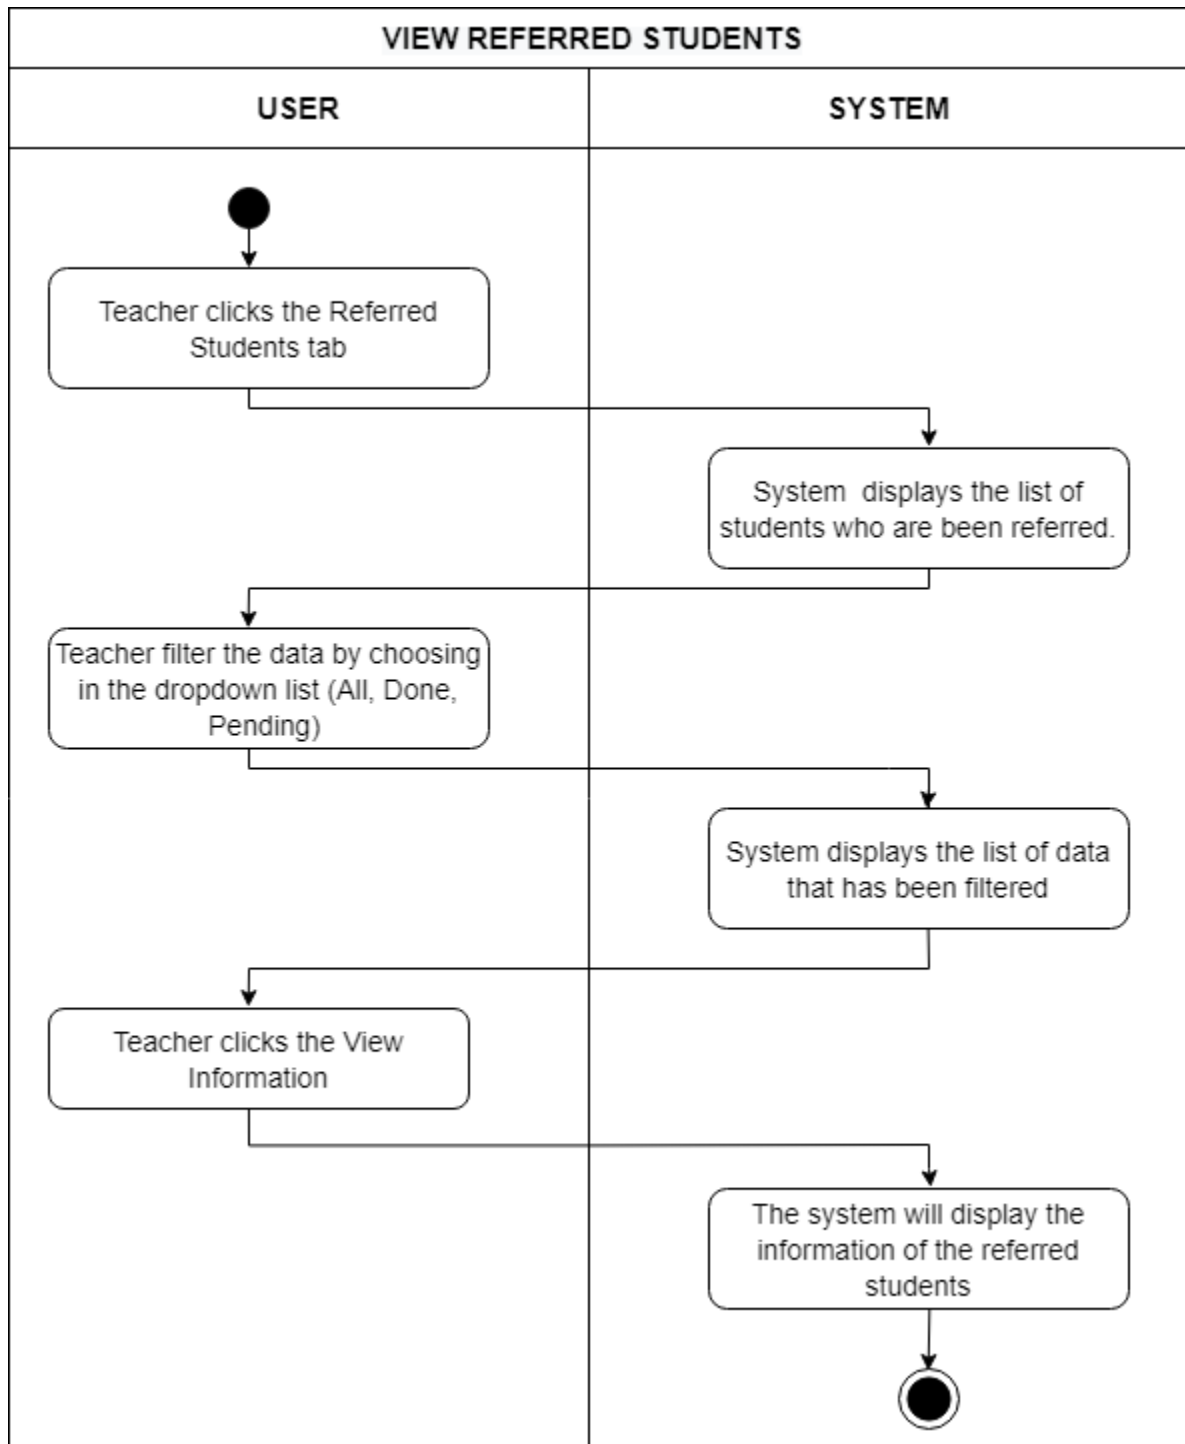 VIEW REFERRED STUDENTS
USER
SYSTEM
Teacher clicks the Referred
Students tab
System  displays the list of
students who are been referred.
Teacher filter the data by choosing
in the dropdown list (All, Done,
Pending)
System displays the list of data
that has been filtered
Teacher clicks the View
Information
The system will display the
information of the referred
students